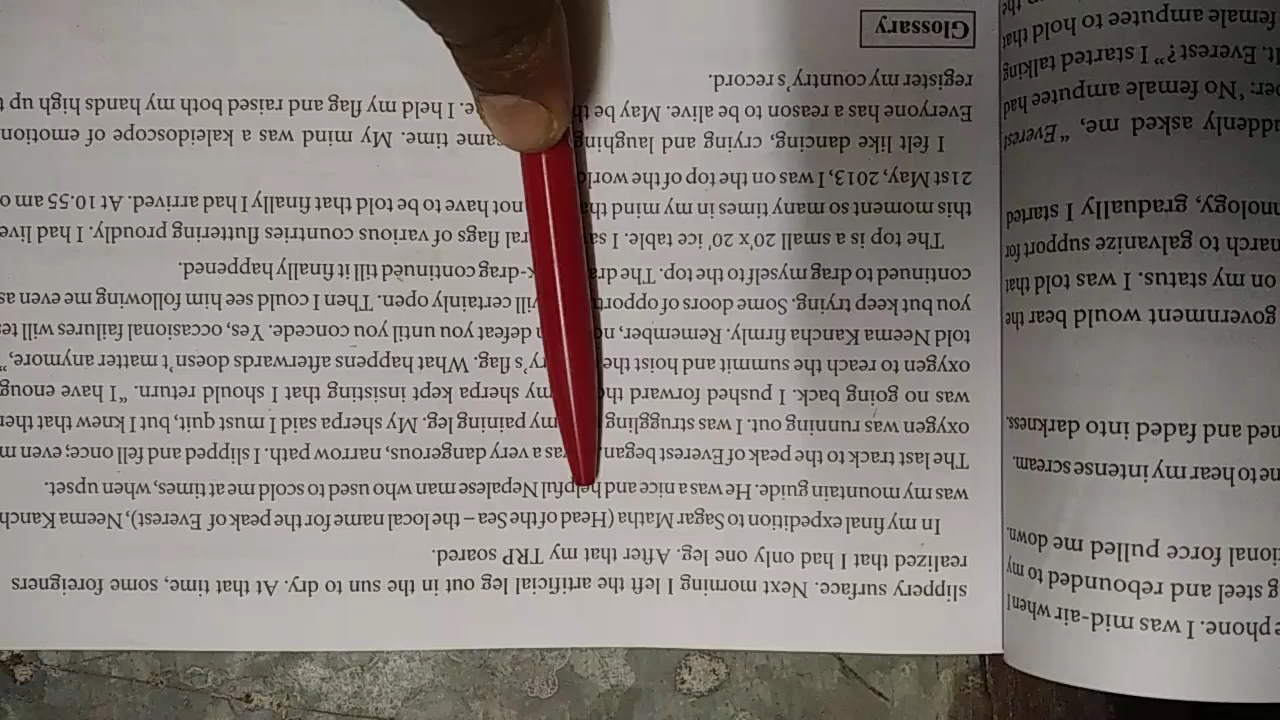 phone. I was mid-air when I
steel and rebounded to my
force pulled me down.
to hear my intense scream.
and faded into darkness.
government would bear the
on my status. I was told that
march to galvanize support for
gradually I started
asked me, “Everest
‘No female amputee had
Everest?” I started talking
female amputee to hold that
the
slippery surface. Next morning I left the artificial leg out in the sun to dry. At that time, some foreigners
realized that I had only one leg. After that my TRP soared.
In my final expedition to Sagar Matha (Head of the Sea – the local name for the peak of Everest), Neema Kanch
was my mountain guide. He was a nice and helpful Nepalese man who used to scold me at times, when upset.
The last track to the peak of Everest began as a very dangerous, narrow path. I slipped and fell once; even m
oxygen was running out. I was struggling my paining leg. My sherpa said I must quit, but I knew that ther
was no going back. I pushed forward my sherpa kept insisting that I should return. “I have enoug
oxygen to reach the summit and hoist the ry’s flag. What happens afterwards doesn’t matter anymore,”
told Neema Kancha firmly. Remember, no defeat you until you concede. Yes, occasional failures will te
you but keep trying. Some doors of opport will certainly open. Then I could see him following me even as
continued to drag myself to the top. The dra k-drag continued till it finally happened.
The top is a small 20'x 20' ice table. I sa ral flags of various countries fluttering proudly. I had live
this moment so many times in my mind tha not have to be told that finally I had arrived. At 10.55 am o
21st May, 2013, I was on the top of the world
I felt like dancing, crying and laughing same time. My mind was a kaleidoscope of emotion
Everyone has a reason to be alive. May be th e. I held my flag and raised both my hands high up t
register my country’s record.
Glossary